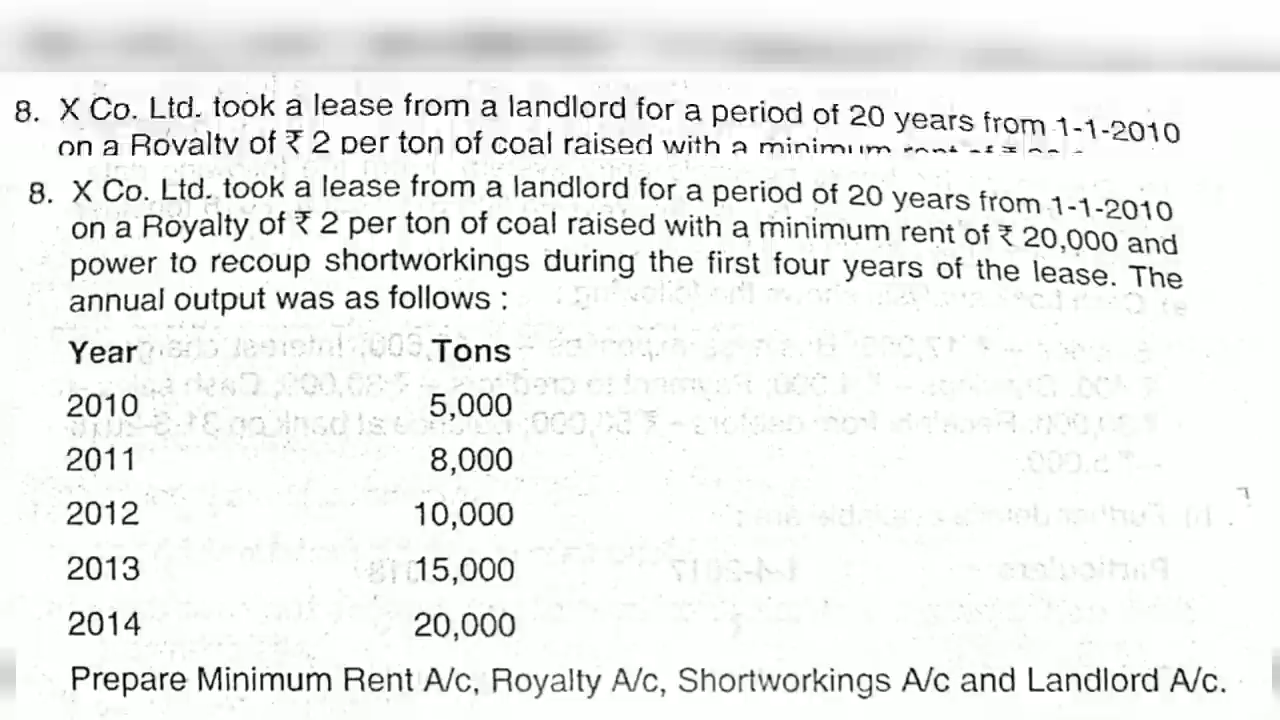 8. X Co. Ltd. took a lease from a landlord for a period of 20 years from 1-1-2010
on a Royalty of ₹ 2 per ton of coal raised with a minimum
8. X Co. Ltd. took a lease from a landlord for a period of 20 years from 1-1-2010
on a Royalty of ₹ 2 per ton of coal raised with a minimum rent of ₹ 20,000 and
power to recoup shortworkings during the first four years of the lease. The
annual output was as follows :
Year Tons
2010 5,000
2011 8,000
2012 10,000
2013 15,000
2014 20,000
Prepare Minimum Rent A/c, Royalty A/c, Shortworkings A/c and Landlord A/c.